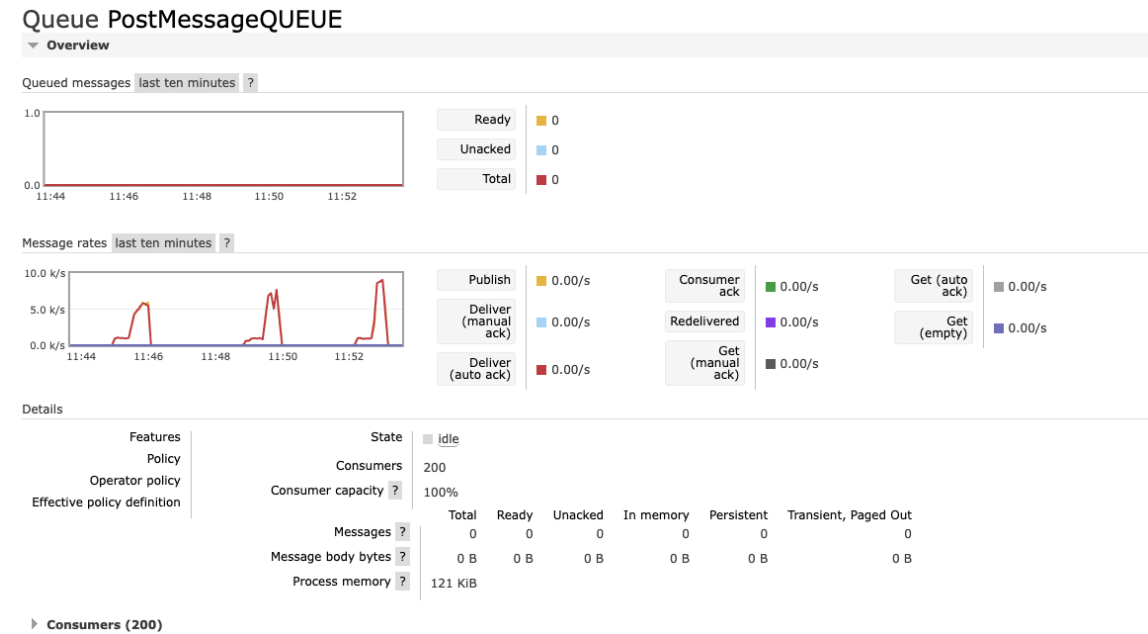 Queue PostMessageQUEUE
Overview
Queued messages last ten minutes ?
1.0
0.0
11:44 11:46 11:48 11:50 11:52
Ready 0
Unacked 0
Total 0
Message rates last ten minutes ?
10.0 k/s
5.0 k/s
0.0 k/s
11:44 11:46 11:48 11:50 11:52
Publish 0.00/s
Deliver
(manual 0.00/s
ack)
Deliver
(auto ack) 0.00/s
Consumer
ack 0.00/s
Redelivered 0.00/s
Get
(manual 0.00/s
ack)
Get (auto
ack) 0.00/s
Get
(empty) 0.00/s
Details
Features
Policy
Operator policy
Effective policy definition
State idle
Consumers 200
Consumer capacity ? 100%
Total Ready Unacked In memory Persistent Transient, Paged Out
Messages ? 0 0 0 0 0 0
Message body bytes ? 0 B 0 B 0 B 0 B 0 B 0 B
Process memory ? 121 KiB
Consumers (200)